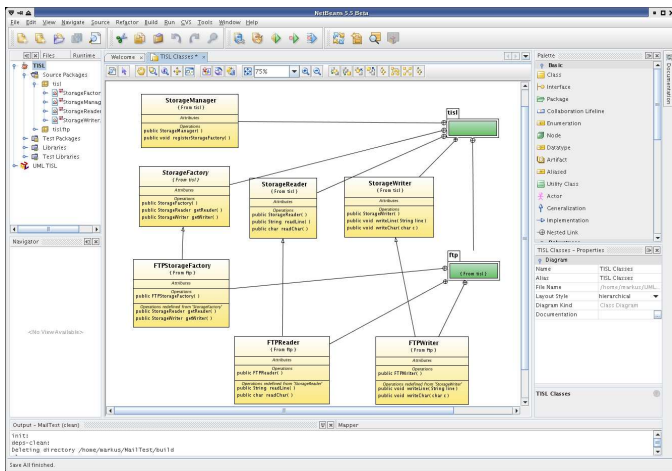 NetBeans 5.5 Beta
File Edit View Navigate Source Refactor Build Run CVS Tools Window Help
Files Runtime
TISL
Source Packages
tisl
StorageFactor
StorageManag
StorageReader
StorageWriter.
tisl.ftp
Test Packages
Libraries
Test Libraries
UML TISL
Navigator
<No View Available>
Welcome TISL Classes *
75%
StorageManager
{ From tisl }
Attributes
Operations
public StorageManager( )
public void registerStorageFactory( )
StorageFactory
{ From tisl }
Attributes
Operations
public StorageFactory( )
public StorageReader getReader( )
public StorageWriter getWriter( )
StorageReader
{ From tisl }
Attributes
Operations
public StorageReader( )
public String readLine( )
public char readChar( )
StorageWriter
{ From tisl }
Attributes
Operations
public StorageWriter( )
public void writeLine( String line )
public void writeChar( char c )
tisl
FTPStorageFactory
{ From ftp }
Attributes
Operations
public FTPStorageFactory( )
Operations redefined from 'StorageFactory'
public StorageReader getReader( )
public StorageWriter getWriter( )
ftp
{ From tisl }
FTPReader
{ From ftp }
Attributes
Operations
public FTPReader( )
Operations redefined from 'StorageReader'
public String readLine( )
public char readChar( )
FTPWriter
{ From ftp }
Attributes
Operations
public FTPWriter( )
Operations redefined from 'StorageWriter'
public void writeLine( String line )
public void writeChar( char c )
Palette
Basic
Class
Interface
Package
Collaboration Lifeline
Enumeration
Node
Datatype
Artifact
Aliased
Utility Class
Actor
Generalization
Implementation
Nested Link
Documentation
TISL Classes - Properties
Diagram
Name TISL Classes
Alias TISL Classes
File Name /home/markus/UML...
Layout Style hierarchical
Diagram Kind Class Diagram
Documentation
TISL Classes
Output - MailTest (clean) Mapper
init:
deps-clean:
Deleting directory /home/markus/MailTest/build
Save All finished.